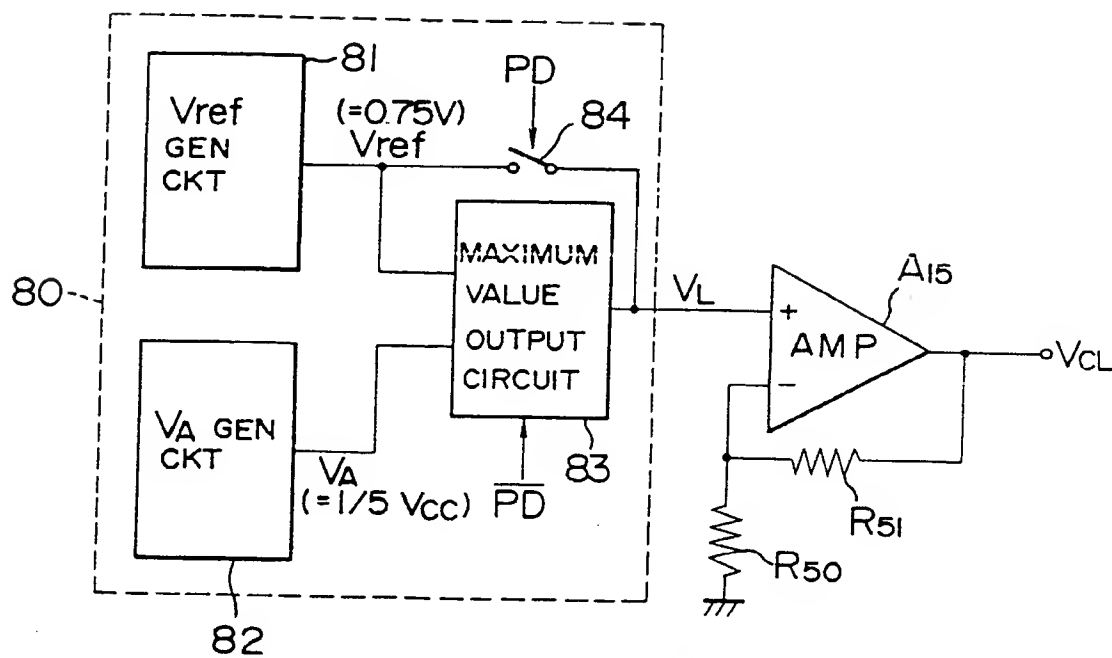 81
Vref
GEN
CKT
(=0.75V)
Vref
PD
84
MAXIMUM
VALUE
OUTPUT
CIRCUIT
80
VL
A15
+
AMP
−
VCL
VA GEN
CKT
VA
(=1/5 VCC)
P̅D̅
83
R51
R50
82